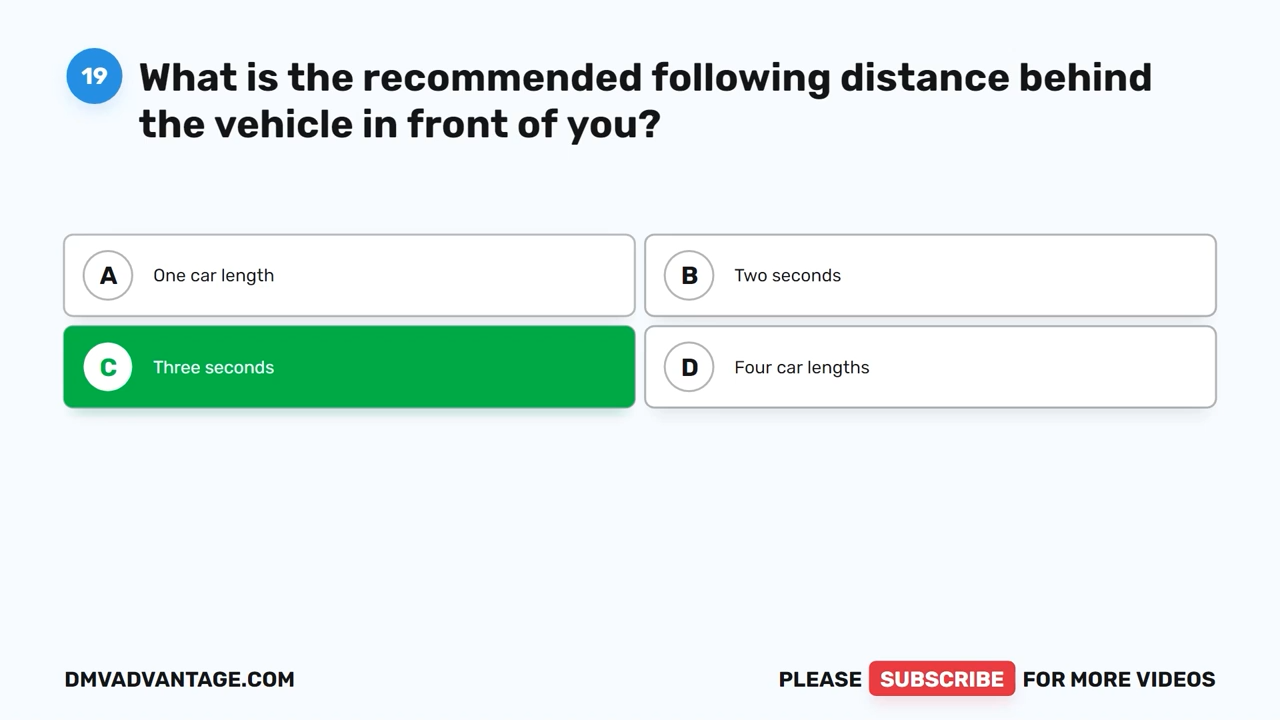 19
What is the recommended following distance behind
the vehicle in front of you?
A One car length
B Two seconds
C Three seconds
D Four car lengths
DMVADVANTAGE.COM
PLEASE SUBSCRIBE FOR MORE VIDEOS